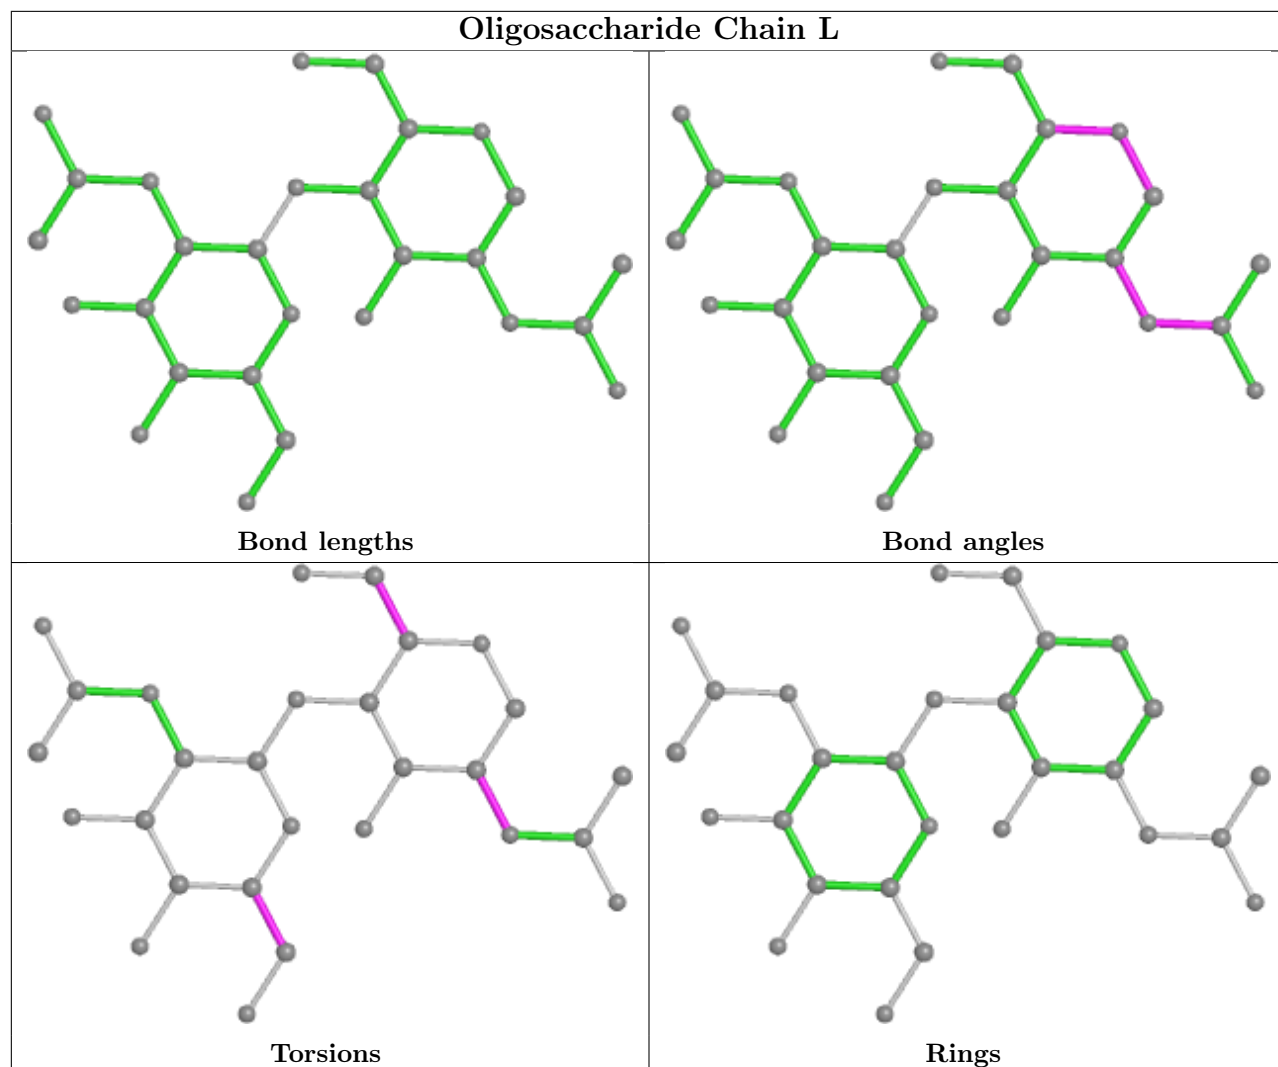 Oligosaccharide Chain L
Bond lengths
Bond angles
Torsions
Rings